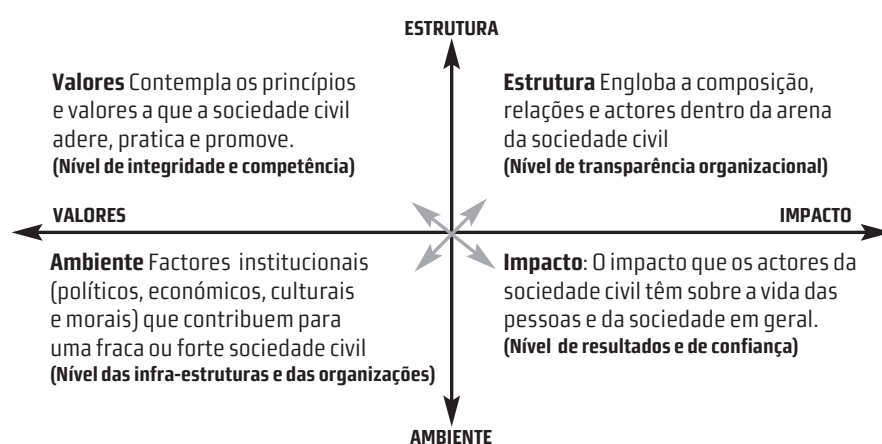 ESTRUTURA
Valores Contempla os princípios
e valores a que a sociedade civil
adere, pratica e promove.
(Nível de integridade e competência)
Estrutura Engloba a composição,
relações e actores dentro da arena
da sociedade civil
(Nível de transparência organizacional)
VALORES
IMPACTO
Ambiente Factores institucionais
(políticos, económicos, culturais
e morais) que contribuem para
uma fraca ou forte sociedade civil
(Nível das infra-estruturas e das organizações)
Impacto: O impacto que os actores da
sociedade civil têm sobre a vida das
pessoas e da sociedade em geral.
(Nível de resultados e de confiança)
AMBIENTE